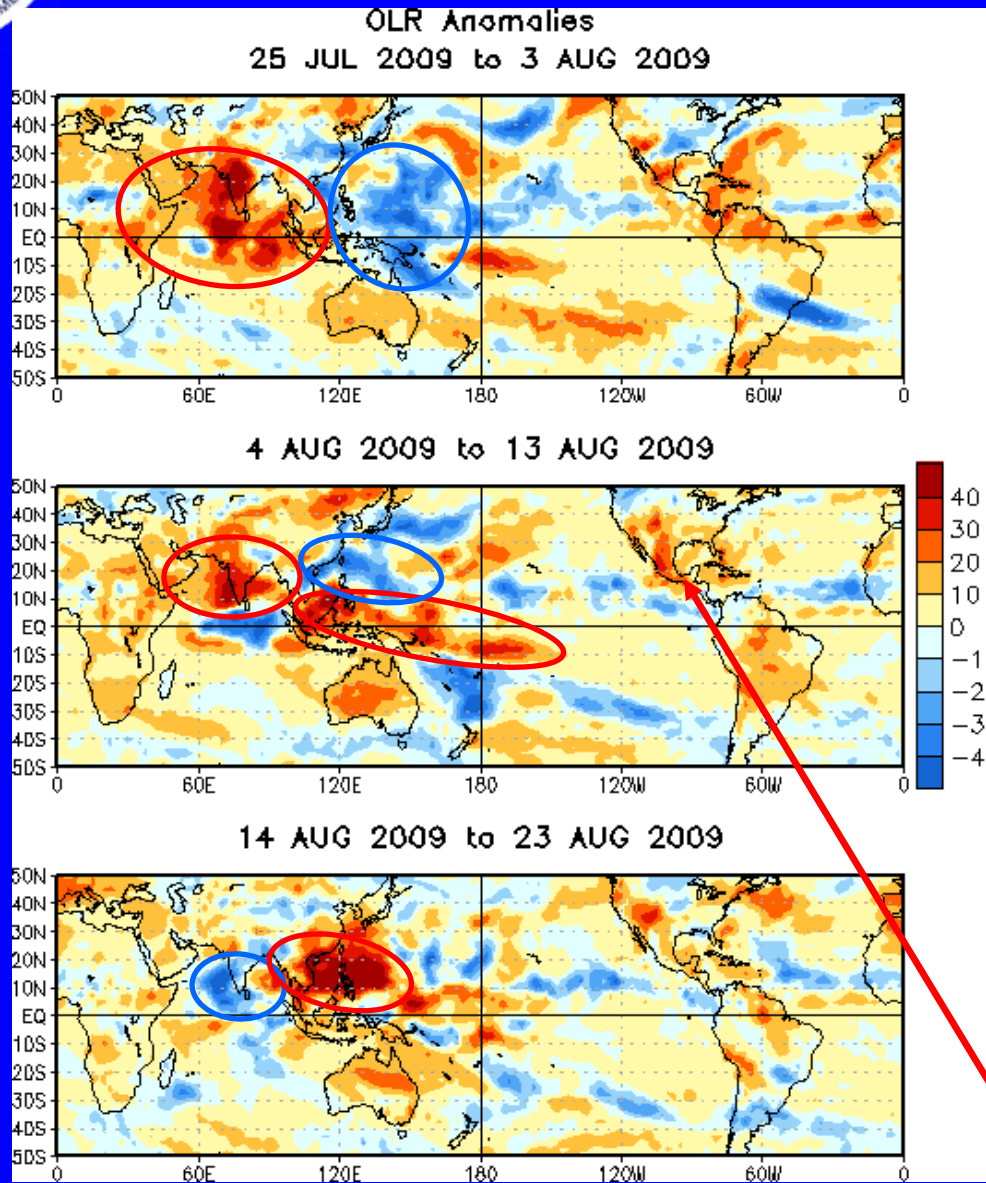 OLR Anomalies
25 JUL 2009 to 3 AUG 2009
50N
40N
30N
20N
10N
EQ
10S
20S
30S
40S
50S
0 60E 120E 180 120W 60W 0
4 AUG 2009 to 13 AUG 2009
50N
40N
30N
20N
10N
EQ
10S
20S
30S
40S
50S
0 60E 120E 180 120W 60W 0
40
30
20
10
0
-1
-2
-3
-4
14 AUG 2009 to 23 AUG 2009
50N
40N
30N
20N
10N
EQ
10S
20S
30S
40S
50S
0 60E 120E 180 120W 60W 0